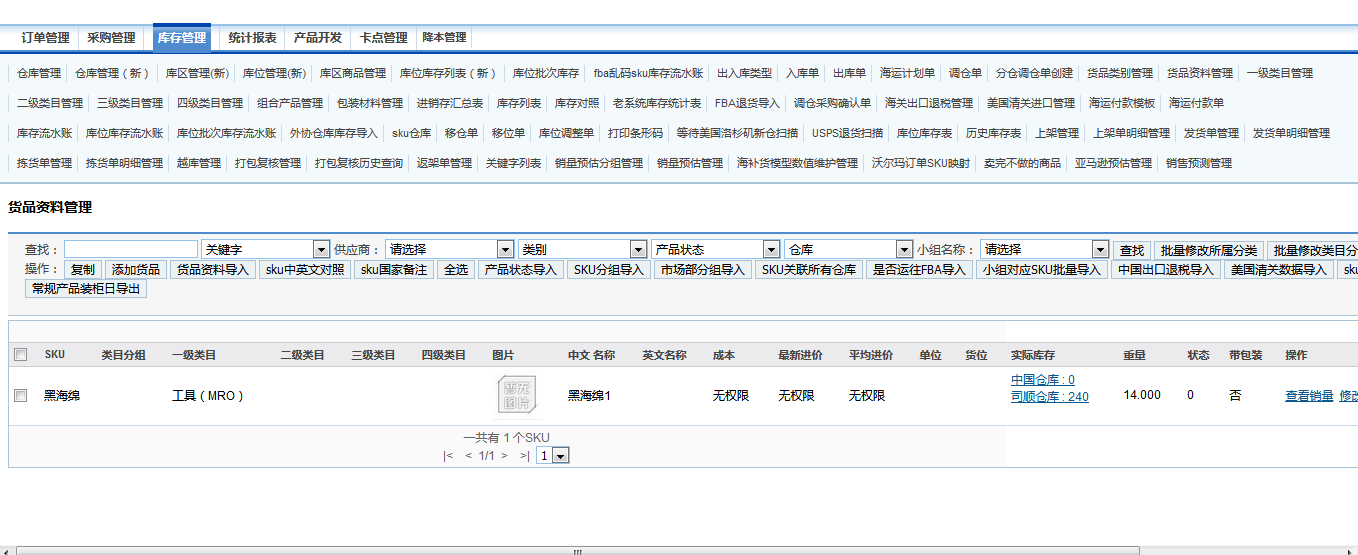 订单管理 采购管理 库存管理 统计报表 产品开发 卡点管理 降本管理
仓库管理 仓库管理（新） 库区管理(新) 库位管理(新) 库区商品管理 库位库存列表（新） 库位批次库存 fba乱码sku库存流水账 出入库类型 入库单 出库单 海运计划单 调仓单 分仓调仓单创建 货品类别管理 货品资料管理 一级类目管理
二级类目管理 三级类目管理 四级类目管理 组合产品管理 包装材料管理 进销存汇总表 库存列表 库存对照 老系统库存统计表 FBA退货导入 调仓采购确认单 海关出口退税管理 美国清关进口管理 海运付款模板 海运付款单
库存流水账 库位库存流水账 库位批次库存流水账 外协仓库库存导入 sku仓库 移仓单 移位单 库位调整单 打印条形码 等待美国洛杉矶新仓扫描 USPS退货扫描 库位库存表 历史库存表 上架管理 上架单明细管理 发货单管理 发货单明细管理
拣货单管理 拣货单明细管理 越库管理 打包复核管理 打包复核历史查询 返架单管理 关键字列表 销量预估分组管理 销量预估管理 海补货模型数值维护管理 沃尔玛订单SKU映射 卖完不做的商品 亚马逊预估管理 销售预测管理
货品资料管理
查找： 关键字 供应商： 请选择 类别 产品状态 仓库 小组名称： 请选择 查找 批量修改所属分类 批量修改类目分
操作： 复制 添加货品 货品资料导入 sku中英文对照 sku国家备注 全选 产品状态导入 SKU分组导入 市场部分组导入 SKU关联所有仓库 是否运往FBA导入 小组对应SKU批量导入 中国出口退税导入 美国清关数据导入 sku
常规产品装柜日导出
SKU 类目分组 一级类目 二级类目 三级类目 四级类目 图片 中文 名称 英文名称 成本 最新进价 平均进价 单位 货位 实际库存 重量 状态 带包装 操作
黑海绵 工具（MRO） 暂无图片 黑海绵1 无权限 无权限 无权限 中国仓库 : 0 司顺仓库 : 240 14.000 0 否 查看销量 修改
一共有 1 个SKU
|< < 1/1 > >| 1